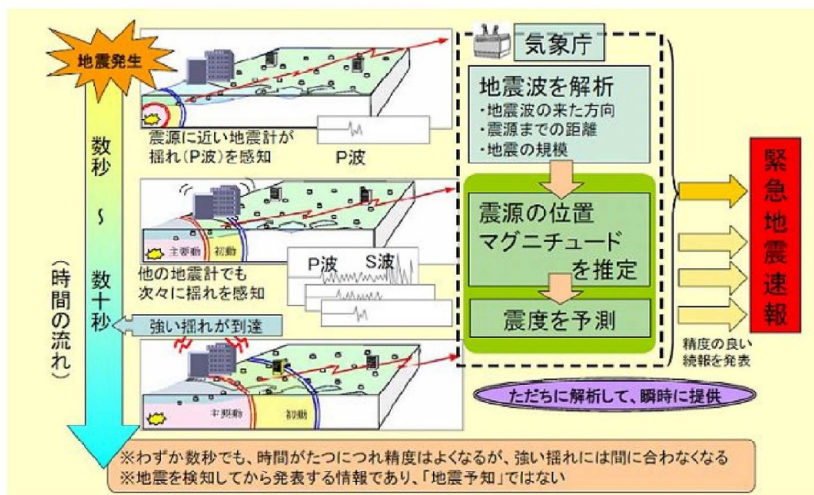 地震発生
数秒 ～ 数十秒
(時間の流れ)
震源に近い地震計が
揺れ(P波)を感知
P波
主要動 初動
他の地震計でも
次々に揺れを感知
P波 S波
強い揺れが到達
主要動 初動
気象庁
地震波を解析
・地震波の来た方向
・震源までの距離
・地震の規模
震源の位置
マグニチュード
を推定
震度を予測
緊急地震速報
精度の良い
続報を発表
ただちに解析して、瞬時に提供
※わずか数秒でも、時間がたつにつれ精度はよくなるが、強い揺れには間に合わなくなる
※地震を検知してから発表する情報であり、「地震予知」ではない